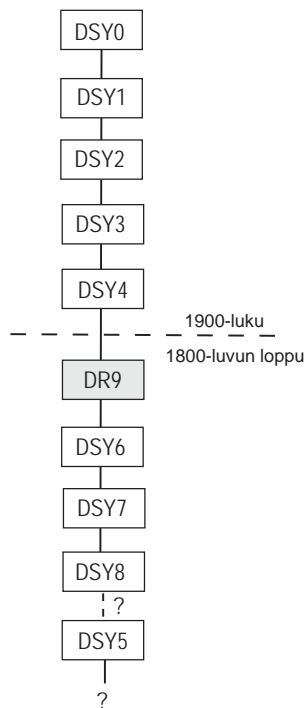 DSY0
DSY1
DSY2
DSY3
DSY4
1900-luku
1800-luvun loppu
DR9
DSY6
DSY7
DSY8
?
DSY5
?